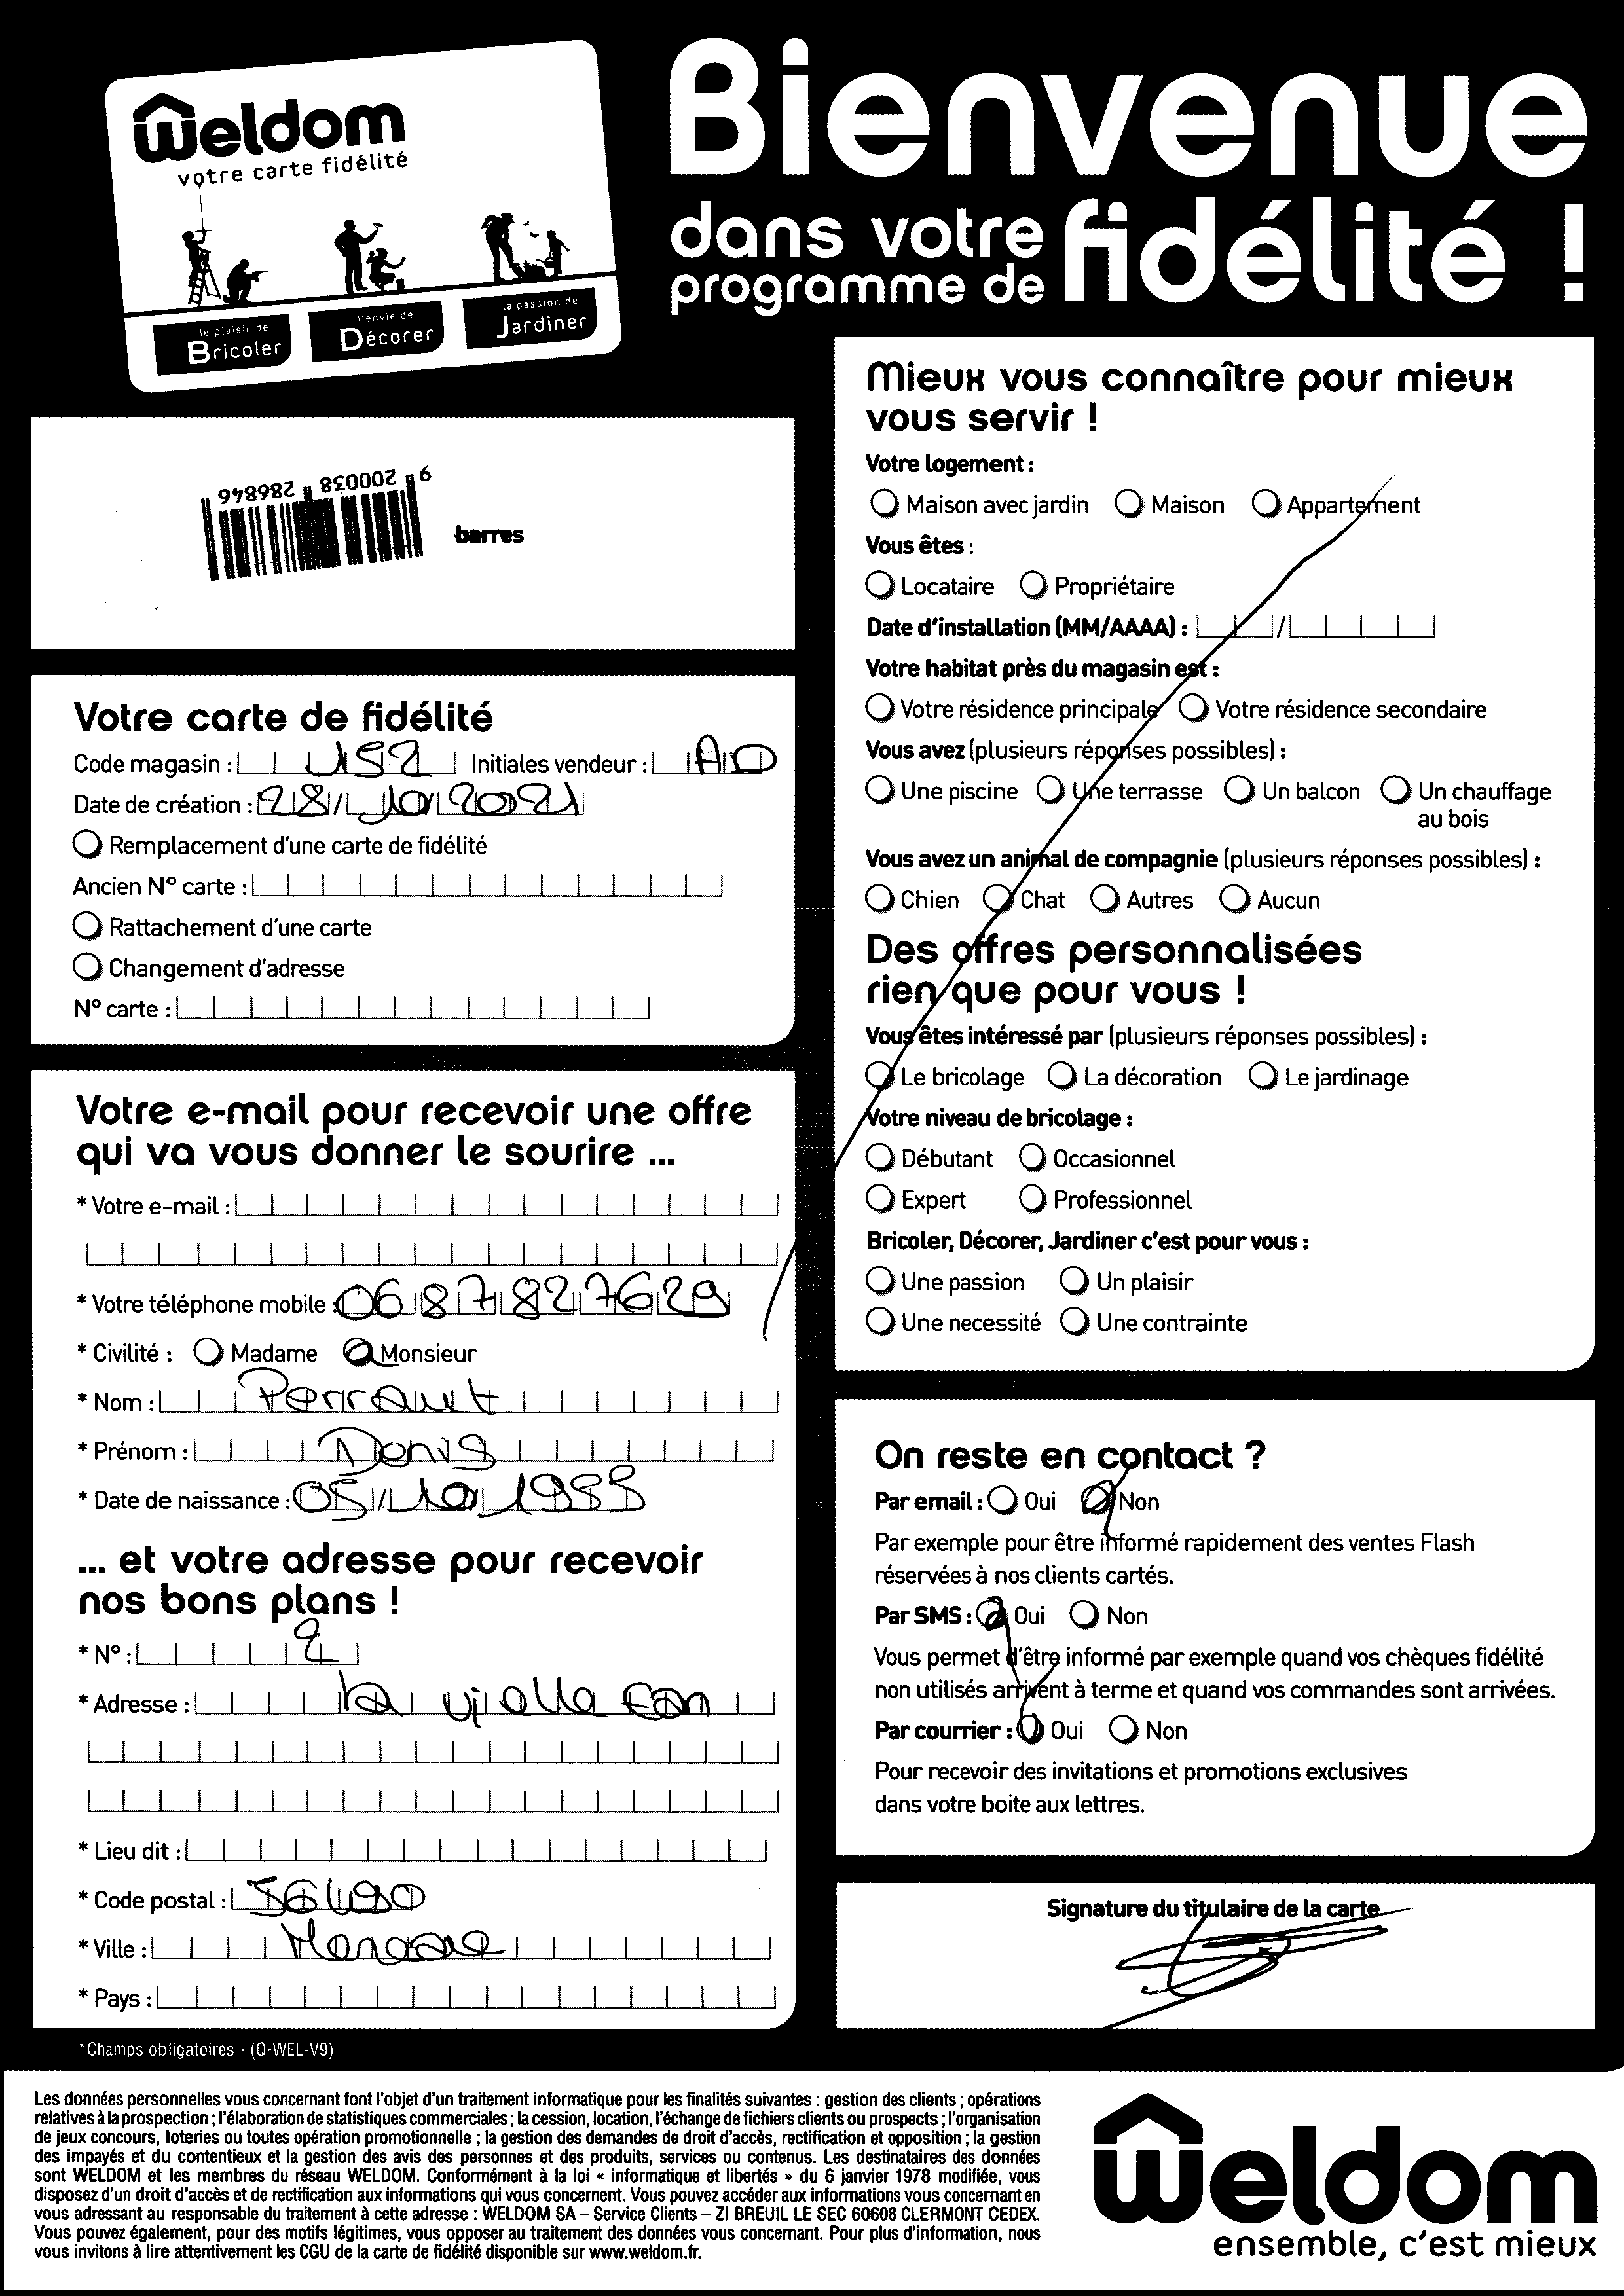 Weldom
votre carte fidélité
le plaisir de
Bricoler
l'envie de
Décorer
la passion de
Jardiner
Bienvenue
dans votre
programme de fidélité !
9 200038 286846
barres
Votre carte de fidélité
Code magasin : 152 Initiales vendeur : AD
Date de création : 28/10/2021
Remplacement d'une carte de fidélité
Ancien N° carte :
Rattachement d'une carte
Changement d'adresse
N° carte :
Votre e-mail pour recevoir une offre
qui va vous donner le sourire ...
* Votre e-mail :
* Votre téléphone mobile : 0687827629
* Civilité : Madame Monsieur
* Nom : Perrault
* Prénom : Denis
* Date de naissance :
... et votre adresse pour recevoir
nos bons plans !
* N° : 2
* Adresse : la
* Lieu dit :
* Code postal : 56490
* Ville :
* Pays :
*Champs obligatoires - (Q-WEL-V9)
Mieux vous connaître pour mieux
vous servir !
Votre logement :
Maison avec jardin Maison Appartement
Vous êtes :
Locataire Propriétaire
Date d'installation (MM/AAAA) : /
Votre habitat près du magasin est :
Votre résidence principale Votre résidence secondaire
Vous avez (plusieurs réponses possibles) :
Une piscine Une terrasse Un balcon Un chauffage
au bois
Vous avez un animal de compagnie (plusieurs réponses possibles) :
Chien Chat Autres Aucun
Des offres personnalisées
rien que pour vous !
Vous êtes intéressé par (plusieurs réponses possibles) :
Le bricolage La décoration Le jardinage
Votre niveau de bricolage :
Débutant Occasionnel
Expert Professionnel
Bricoler, Décorer, Jardiner c'est pour vous :
Une passion Un plaisir
Une necessité Une contrainte
On reste en contact ?
Par email : Oui Non
Par exemple pour être informé rapidement des ventes Flash
réservées à nos clients cartés.
Par SMS : Oui Non
Vous permet d'être informé par exemple quand vos chèques fidélité
non utilisés arrivent à terme et quand vos commandes sont arrivées.
Par courrier : Oui Non
Pour recevoir des invitations et promotions exclusives
dans votre boite aux lettres.
Signature du titulaire de la carte
Les données personnelles vous concernant font l'objet d'un traitement informatique pour les finalités suivantes : gestion des clients ; opérations
relatives à la prospection ; l'élaboration de statistiques commerciales ; la cession, location, l'échange de fichiers clients ou prospects ; l'organisation
de jeux concours, loteries ou toutes opération promotionnelle ; la gestion des demandes de droit d'accès, rectification et opposition ; la gestion
des impayés et du contentieux et la gestion des avis des personnes et des produits, services ou contenus. Les destinataires des données
sont WELDOM et les membres du réseau WELDOM. Conformément à la loi « informatique et libertés » du 6 janvier 1978 modifiée, vous
disposez d'un droit d'accès et de rectification aux informations qui vous concernent. Vous pouvez accéder aux informations vous concernant en
vous adressant au responsable du traitement à cette adresse : WELDOM SA – Service Clients – ZI BREUIL LE SEC 60608 CLERMONT CEDEX.
Vous pouvez également, pour des motifs légitimes, vous opposer au traitement des données vous concernant. Pour plus d'information, nous
vous invitons à lire attentivement les CGU de la carte de fidélité disponible sur www.weldom.fr.
Weldom
ensemble, c'est mieux